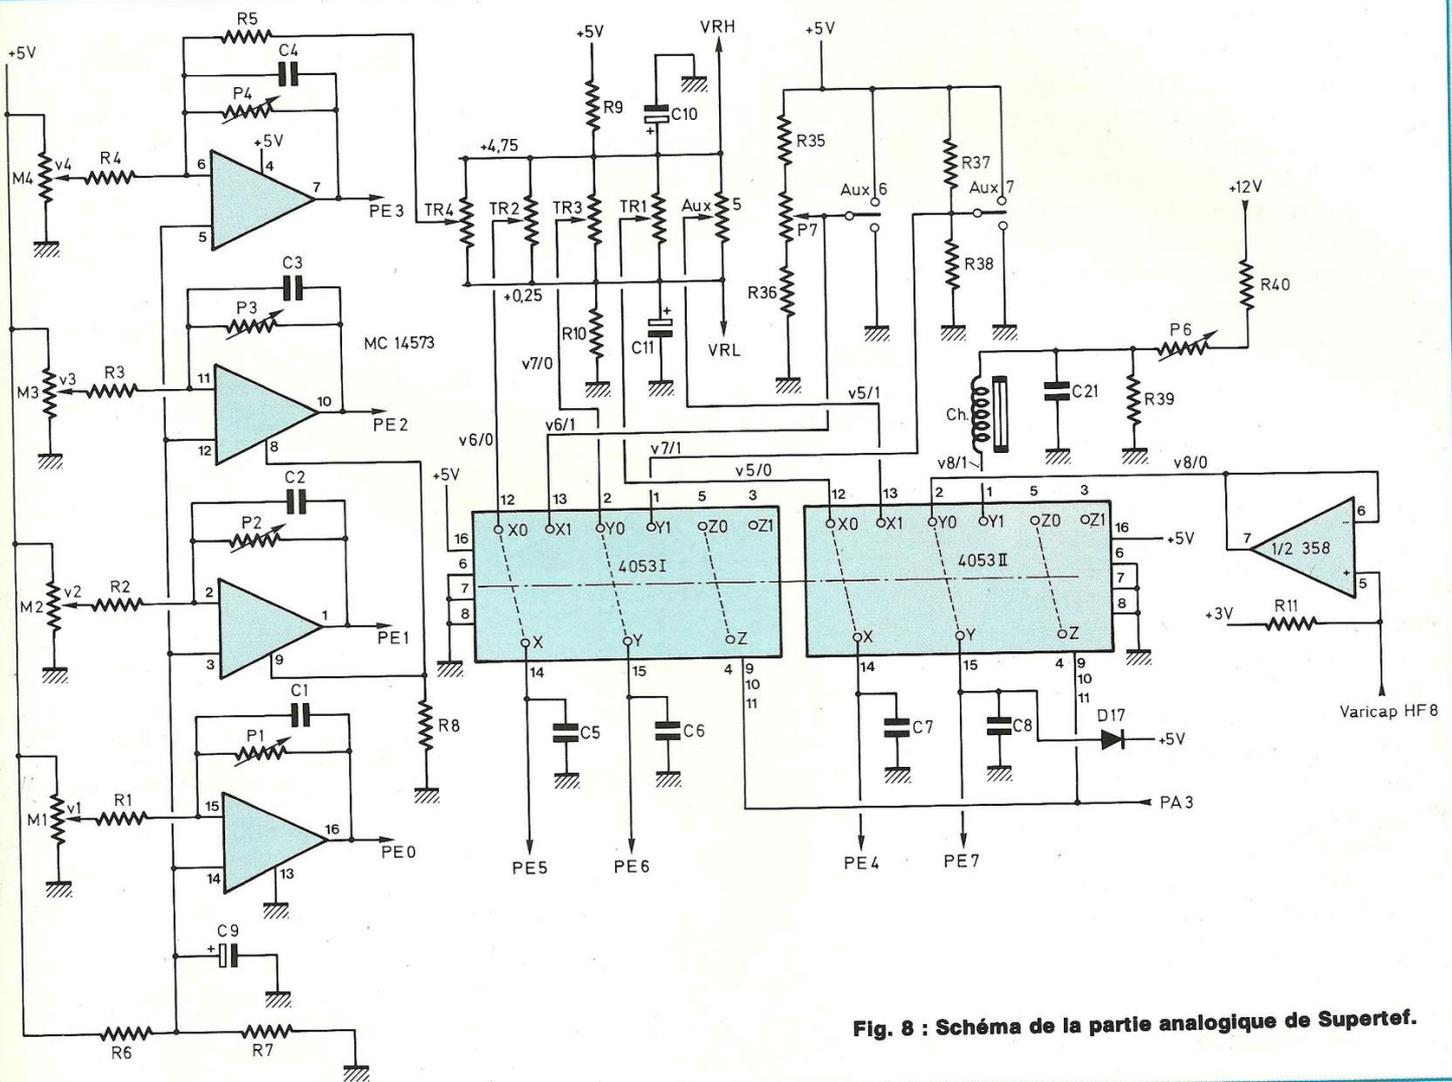 +5V
R5
C4
P4
+5V
M4
v4
R4
6
4
7
5
PE3
C3
P3
MC 14573
M3
v3
R3
11
10
12
8
PE2
C2
P2
M2
v2
R2
2
1
3
9
PE1
C1
P1
R8
M1
v1
R1
15
16
14
13
PE0
C9
+
R6
R7
+5V
R9
VRH
C10
+
+4,75
TR4
TR2
TR3
TR1
Aux 5
+0,25
R10
C11
+
VRL
v7/0
v6/0
v6/1
v7/1
v5/0
v5/1
+5V
R35
R37
Aux 6
Aux 7
P7
R36
R38
+12V
R40
P6
Ch.
C21
R39
v8/1
v8/0
+5V
12
13
2
1
5
3
X0
X1
Y0
Y1
Z0
Z1
16
6
7
8
4053 I
X
Y
Z
14
15
4
9
10
11
C5
C6
PE5
PE6
12
13
2
1
5
3
X0
X1
Y0
Y1
Z0
Z1
16
+5V
6
7
8
4053 II
X
Y
Z
14
15
4
9
10
11
C7
C8
D17
+5V
PA3
PE4
PE7
7
1/2 358
-
6
+
5
+3V
R11
Varicap HF8
Fig. 8 : Schéma de la partie analogique de Supertef.